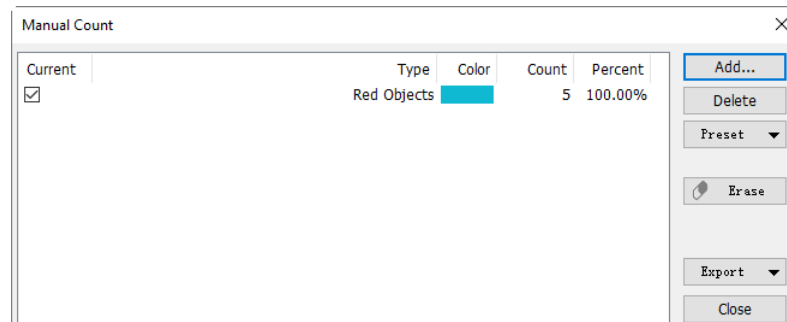 Manual Count
Current Type Color Count Percent
Red Objects 5 100.00%
Add...
Delete
Preset
Erase
Export
Close